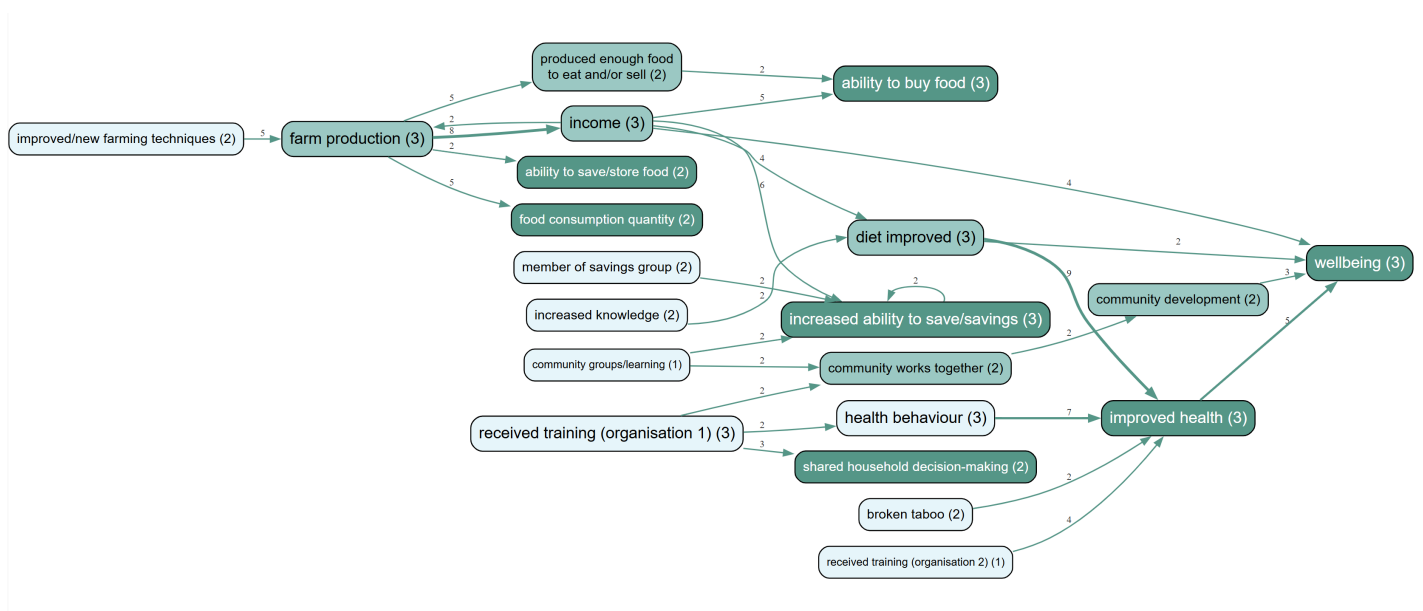 produced enough food
to eat and/or sell (2)
2
ability to buy food (3)
5
5
improved/new farming techniques (2)
5
farm production (3)
2
8
income (3)
2
ability to save/store food (2)
4
6
4
5
food consumption quantity (2)
diet improved (3)
2
wellbeing (3)
member of savings group (2)
2
9
3
2
2
community development (2)
increased knowledge (2)
increased ability to save/savings (3)
5
2
2
community groups/learning (1)
2
community works together (2)
2
received training (organisation 1) (3)
2
health behaviour (3)
7
improved health (3)
3
shared household decision-making (2)
2
broken taboo (2)
4
received training (organisation 2) (1)